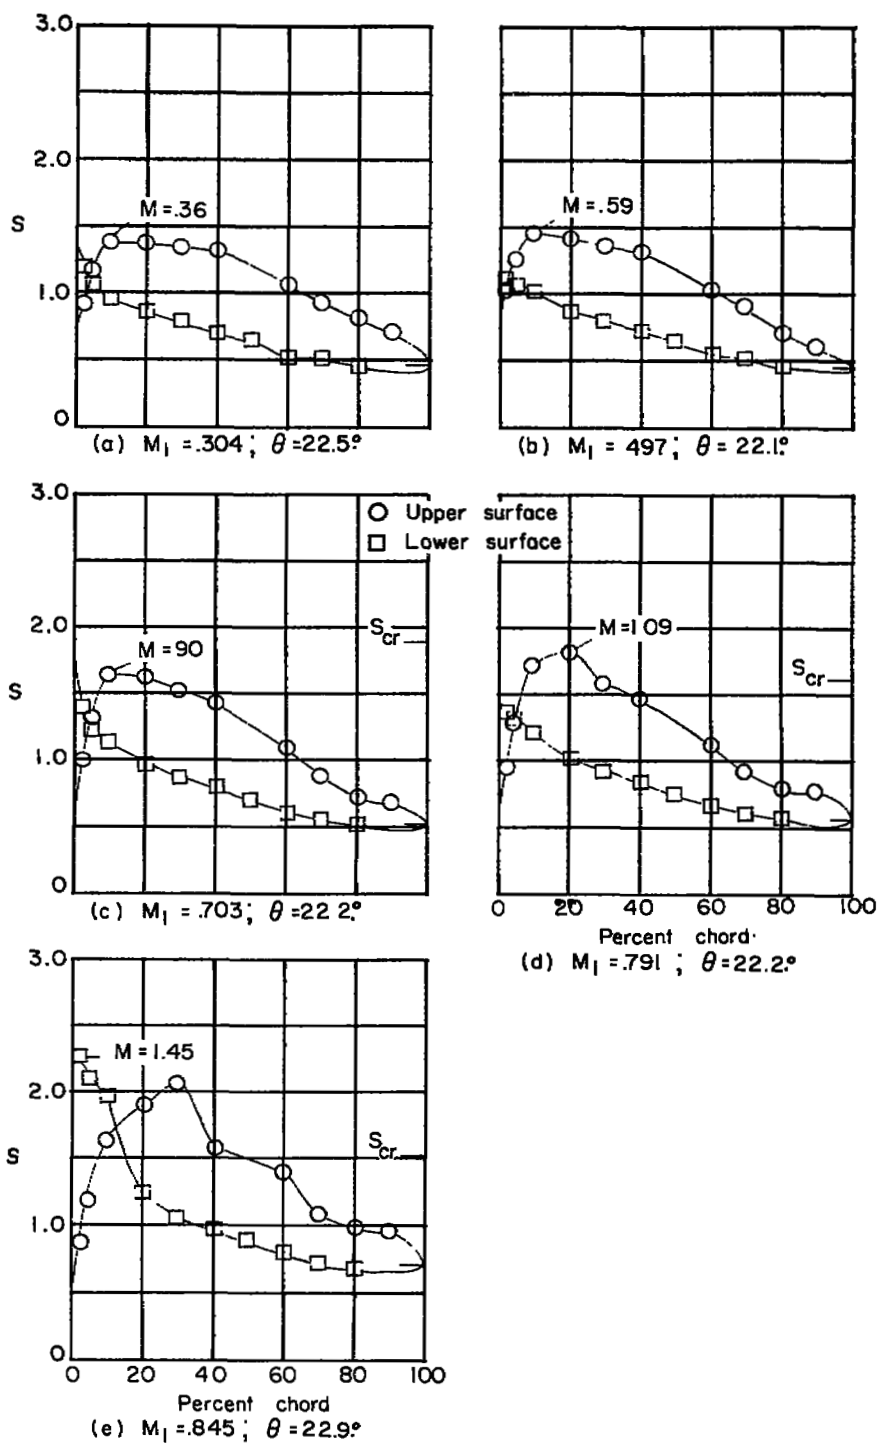 3.0
2.0
S
1.0
0
M=.36
M=.59
(a) M₁=.304; θ=22.5°
(b) M₁=497; θ=22.1°
3.0
2.0
S
1.0
0
○ Upper surface
□ Lower surface
Scr
M=90
M=1 09
Scr
(c) M₁=.703; θ=22 2°
0 20 40 60 80 100
Percent chord
(d) M₁=.791; θ=22.2°
3.0
2.0
S
1.0
0
M=1.45
Scr
0 20 40 60 80 100
Percent chord
(e) M₁=.845; θ=22.9°